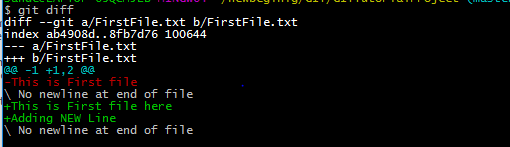 $ git diff
diff --git a/FirstFile.txt b/FirstFile.txt
index ab4908d..8fb7d76 100644
--- a/FirstFile.txt
+++ b/FirstFile.txt
@@ -1 +1,2 @@
-This is First file
\ No newline at end of file
+This is First file here
+Adding NEW Line
\ No newline at end of file